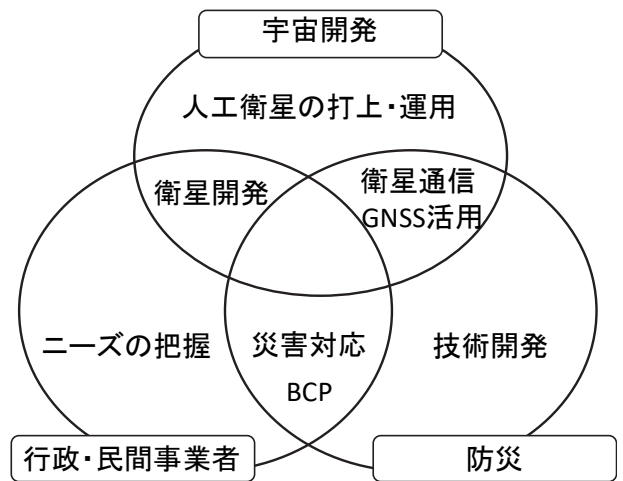 宇宙開発
人工衛星の打上・運用
衛星開発
衛星通信
GNSS活用
ニーズの把握
災害対応
BCP
技術開発
行政・民間事業者
防災